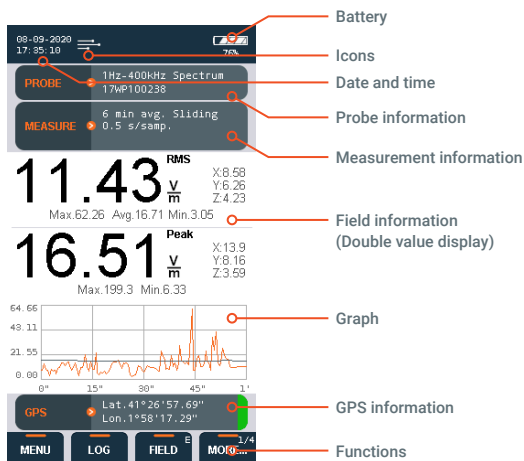 Battery
08-09-2020
17:35:10
76%
Icons
Date and time
PROBE
1Hz-400kHz Spectrum
17WP100238
Probe information
MEASURE
6 min avg. Sliding
0.5 s/samp.
Measurement information
11.43 V/m RMS
X:8.58
Y:6.26
Z:4.23
Max.62.26 Avg.16.71 Min.3.05
Field information
(Double value display)
16.51 V/m Peak
X:13.9
Y:8.16
Z:3.59
Max.199.3 Min.6.33
64.66
43.11
21.55
0.00
0" 15" 30" 45" 1'
Graph
GPS
Lat.41°26'57.69"
Lon.1°58'17.29"
GPS information
MENU LOG FIELD E MORE... 1/4
Functions